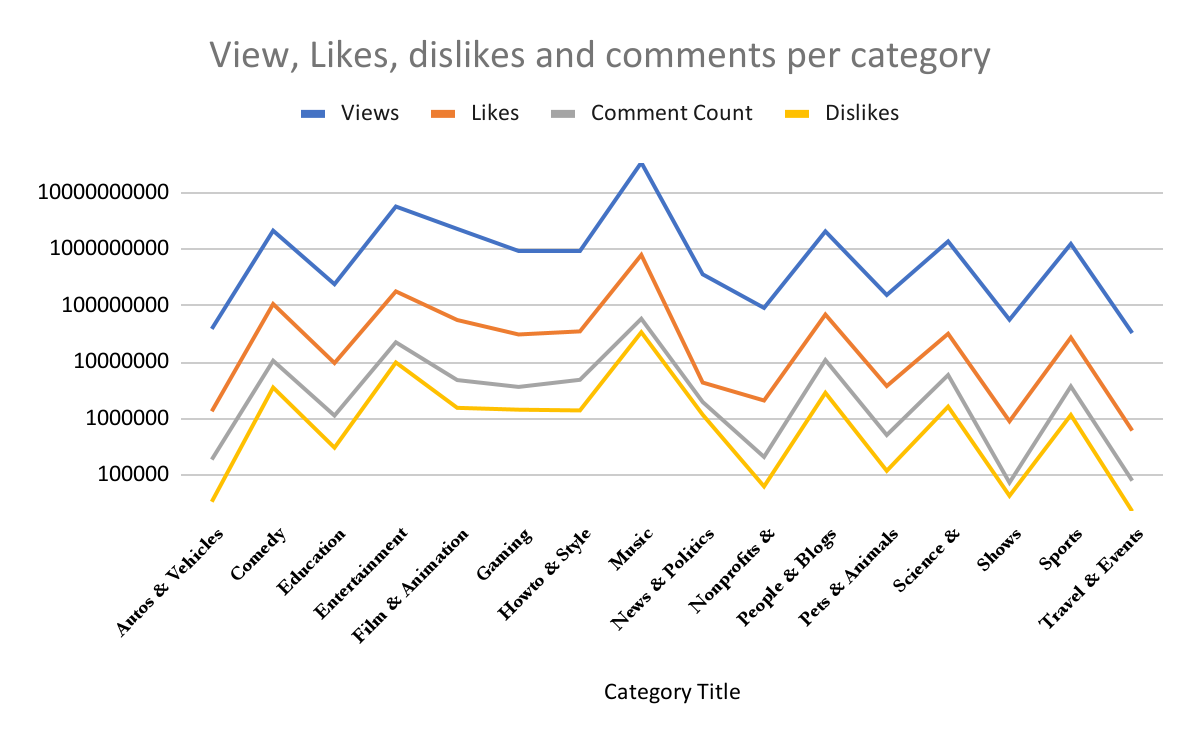 View, Likes, dislikes and comments per category
Views Likes Comment Count Dislikes
10000000000
1000000000
100000000
10000000
1000000
100000
Autos & Vehicles
Comedy
Education
Entertainment
Film & Animation
Gaming
Howto & Style
Music
News & Politics
Nonprofits &
People & Blogs
Pets & Animals
Science &
Shows
Sports
Travel & Events
Category Title